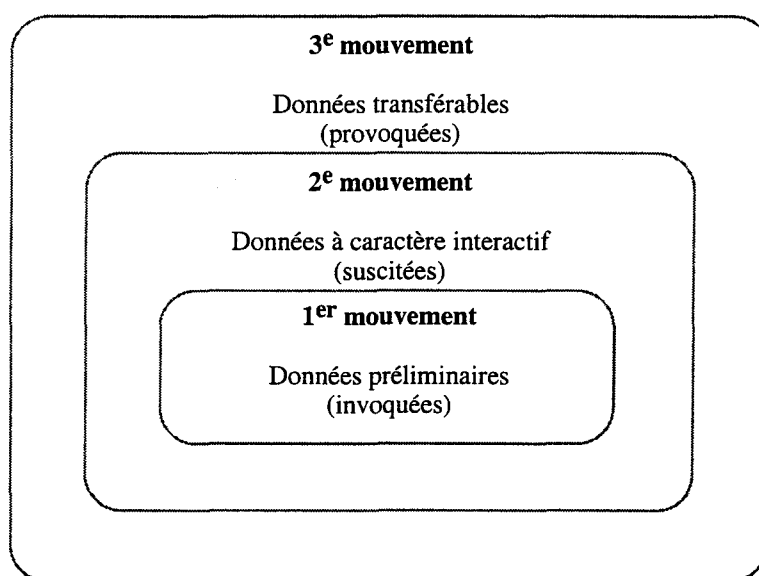 3e mouvement
Données transférables
(provoquées)
2e mouvement
Données à caractère interactif
(suscitées)
1er mouvement
Données préliminaires
(invoquées)